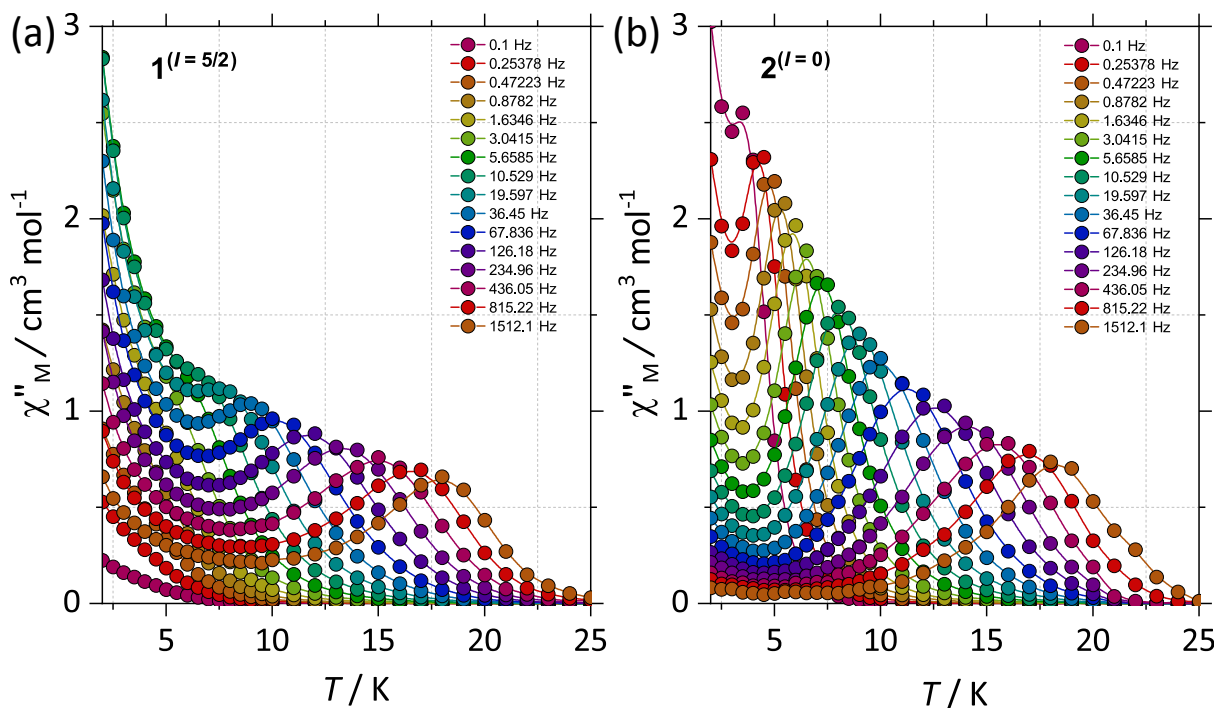 (a)
1(I = 5/2)
χ"M / cm3 mol-1
3
2
1
0
5
10
15
20
25
T / K
0.1 Hz
0.25378 Hz
0.47223 Hz
0.8782 Hz
1.6346 Hz
3.0415 Hz
5.6585 Hz
10.529 Hz
19.597 Hz
36.45 Hz
67.836 Hz
126.18 Hz
234.96 Hz
436.05 Hz
815.22 Hz
1512.1 Hz
(b)
2(I = 0)
χ"M / cm3 mol-1
3
2
1
0
5
10
15
20
25
T / K
0.1 Hz
0.25378 Hz
0.47223 Hz
0.8782 Hz
1.6346 Hz
3.0415 Hz
5.6585 Hz
10.529 Hz
19.597 Hz
36.45 Hz
67.836 Hz
126.18 Hz
234.96 Hz
436.05 Hz
815.22 Hz
1512.1 Hz